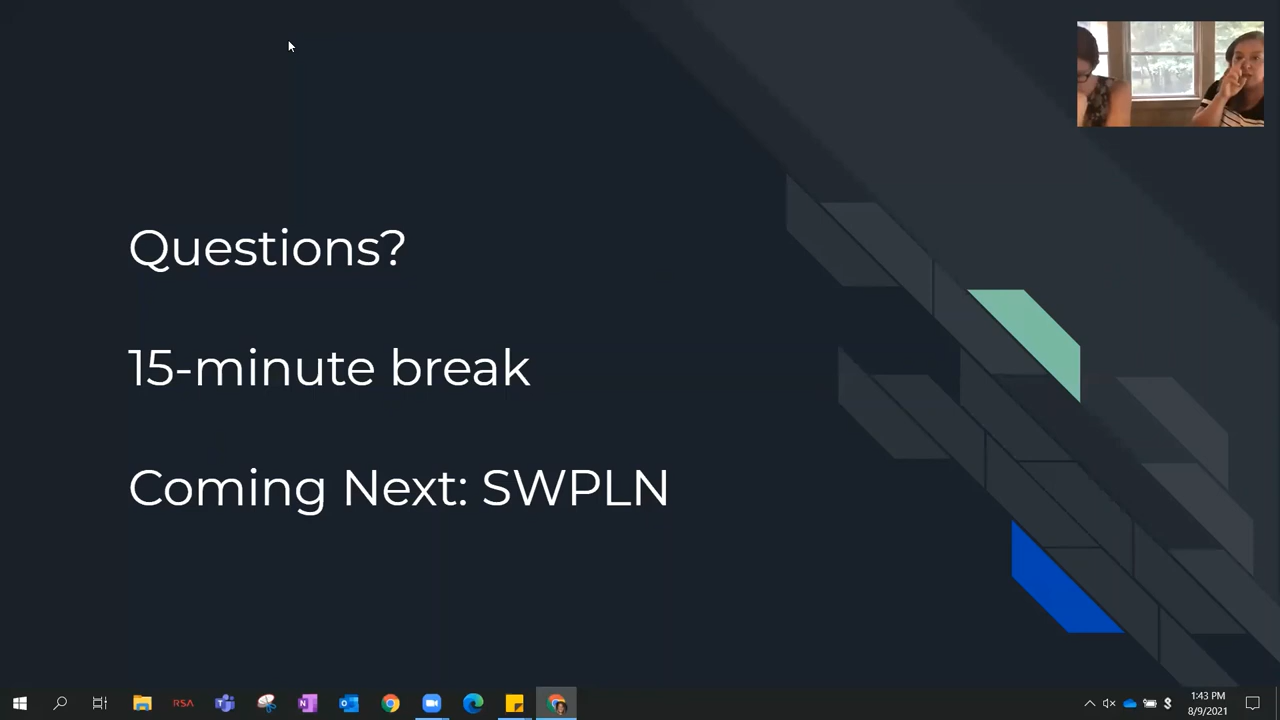 Questions?
15-minute break
Coming Next: SWPLN
RSA
1:43 PM
8/9/2021